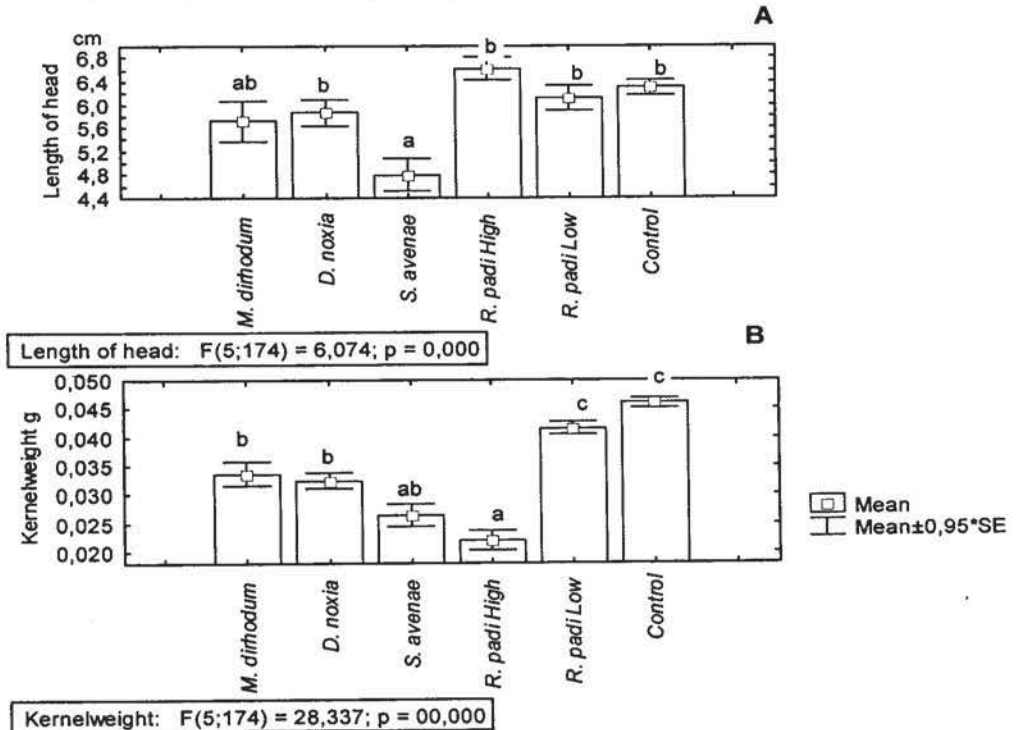 A
cm
6,8
6,4
6,0
5,6
5,2
4,8
4,4
Length of head
ab
b
a
b
b
b
M. dirhodum
D. noxia
S. avenae
R. padi High
R. padi Low
Control
Length of head: F(5;174) = 6,074; p = 0,000
B
0,050
0,045
0,040
0,035
0,030
0,025
0,020
Kernelweight g
b
b
ab
a
c
c
Mean
Mean±0,95*SE
M. dirhodum
D. noxia
S. avenae
R. padi High
R. padi Low
Control
Kernelweight: F(5;174) = 28,337; p = 00,000